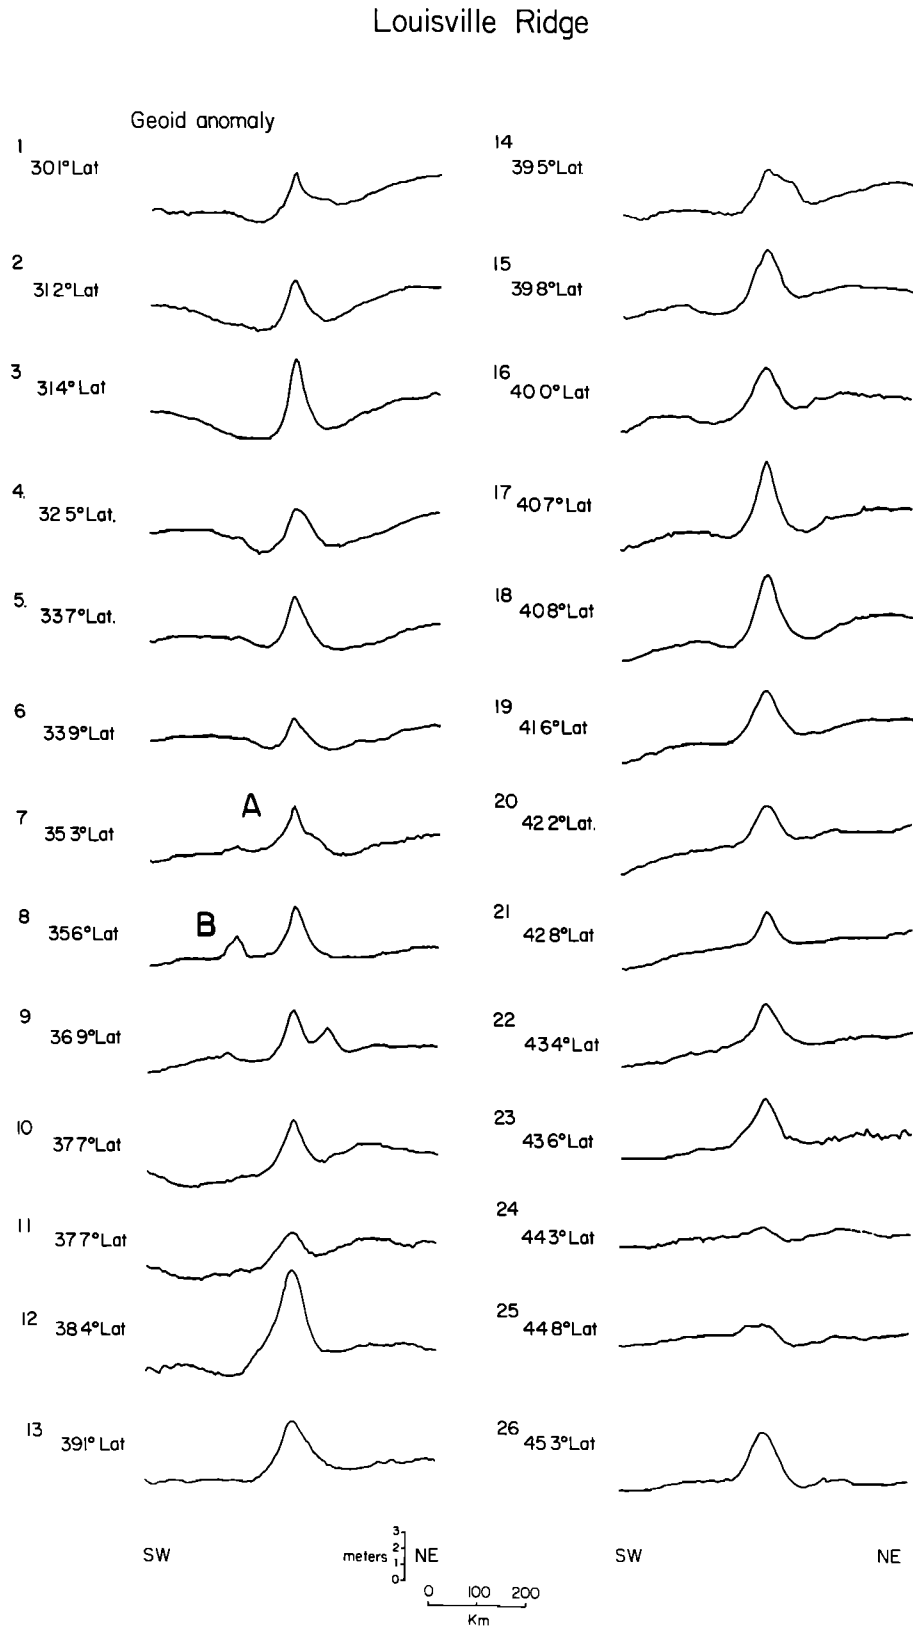 Louisville Ridge
Geoid anomaly
1
301° Lat
2
312° Lat
3
314° Lat
4.
325° Lat.
5.
337° Lat.
6
339° Lat
7
353° Lat
A
8
356° Lat
B
9
369° Lat
10
377° Lat
11
377° Lat
12
384° Lat
13
391° Lat
14
395° Lat
15
398° Lat
16
400° Lat
17
407° Lat
18
408° Lat
19
416° Lat
20
422° Lat.
21
428° Lat
22
434° Lat
23
436° Lat
24
443° Lat
25
448° Lat
26
453° Lat
SW
meters
3
2
1
0
NE
0 100 200
Km
SW
NE